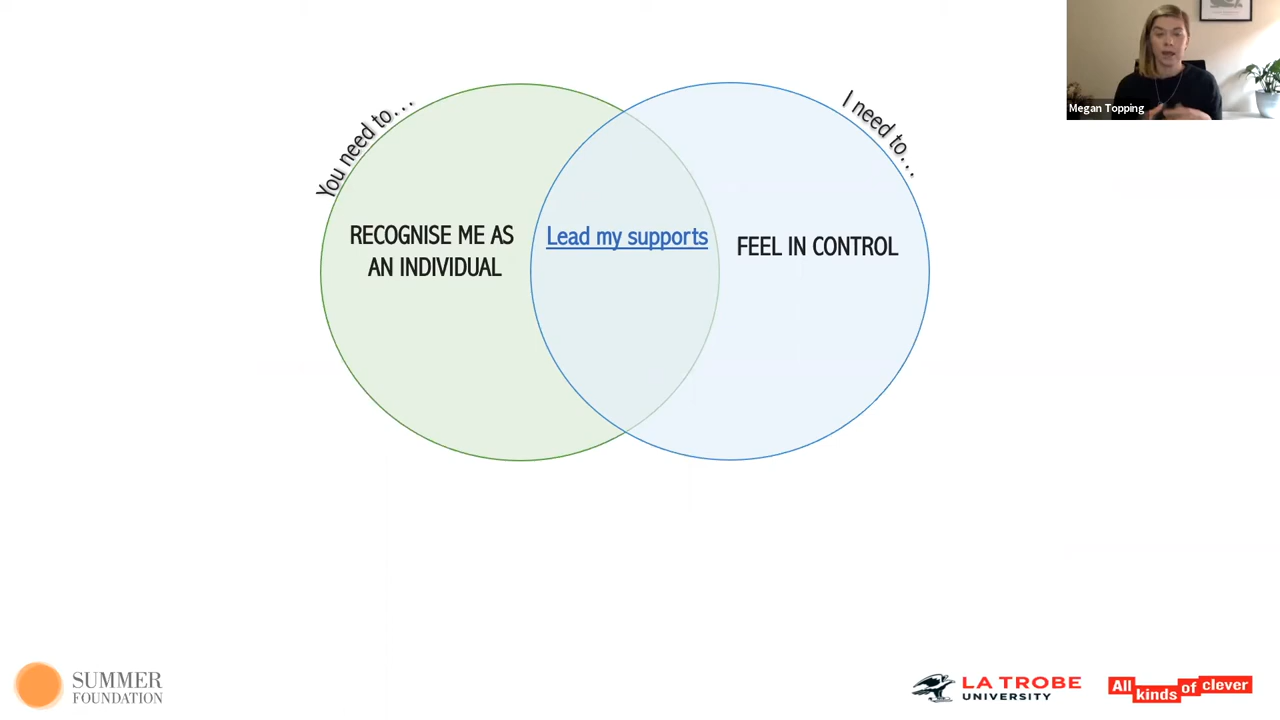 Megan Topping
You need to...
I need to...
RECOGNISE ME AS
AN INDIVIDUAL
Lead my supports
FEEL IN CONTROL
SUMMER
FOUNDATION
LA TROBE
UNIVERSITY
All kinds of clever